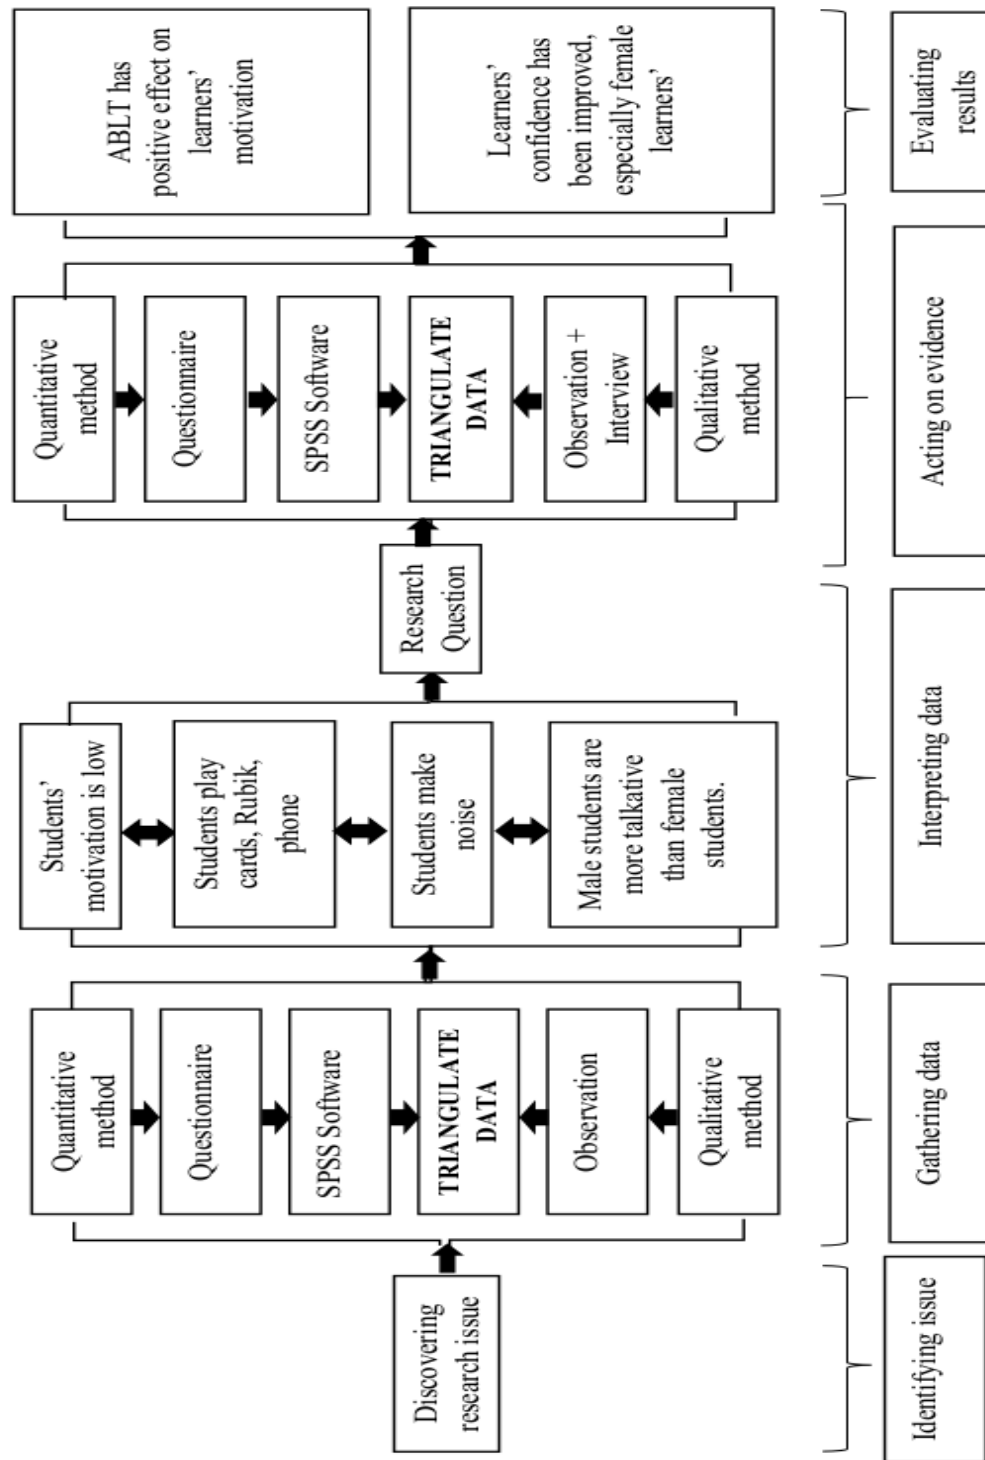 Discovering
research issue
Quantitative
method
Questionnaire
SPSS Software
TRIANGULATE
DATA
Observation
Qualitative
method
Students’
motivation is low
Students play
cards, Rubik,
phone
Students make
noise
Male students are
more talkative
than female
students.
Research
Question
Quantitative
method
Questionnaire
SPSS Software
TRIANGULATE
DATA
Observation +
Interview
Qualitative
method
ABLT has
positive effect on
learners’
motivation
Learners’
confidence has
been improved,
especially female
learners’
Identifying issue
Gathering data
Interpreting data
Acting on evidence
Evaluating
results